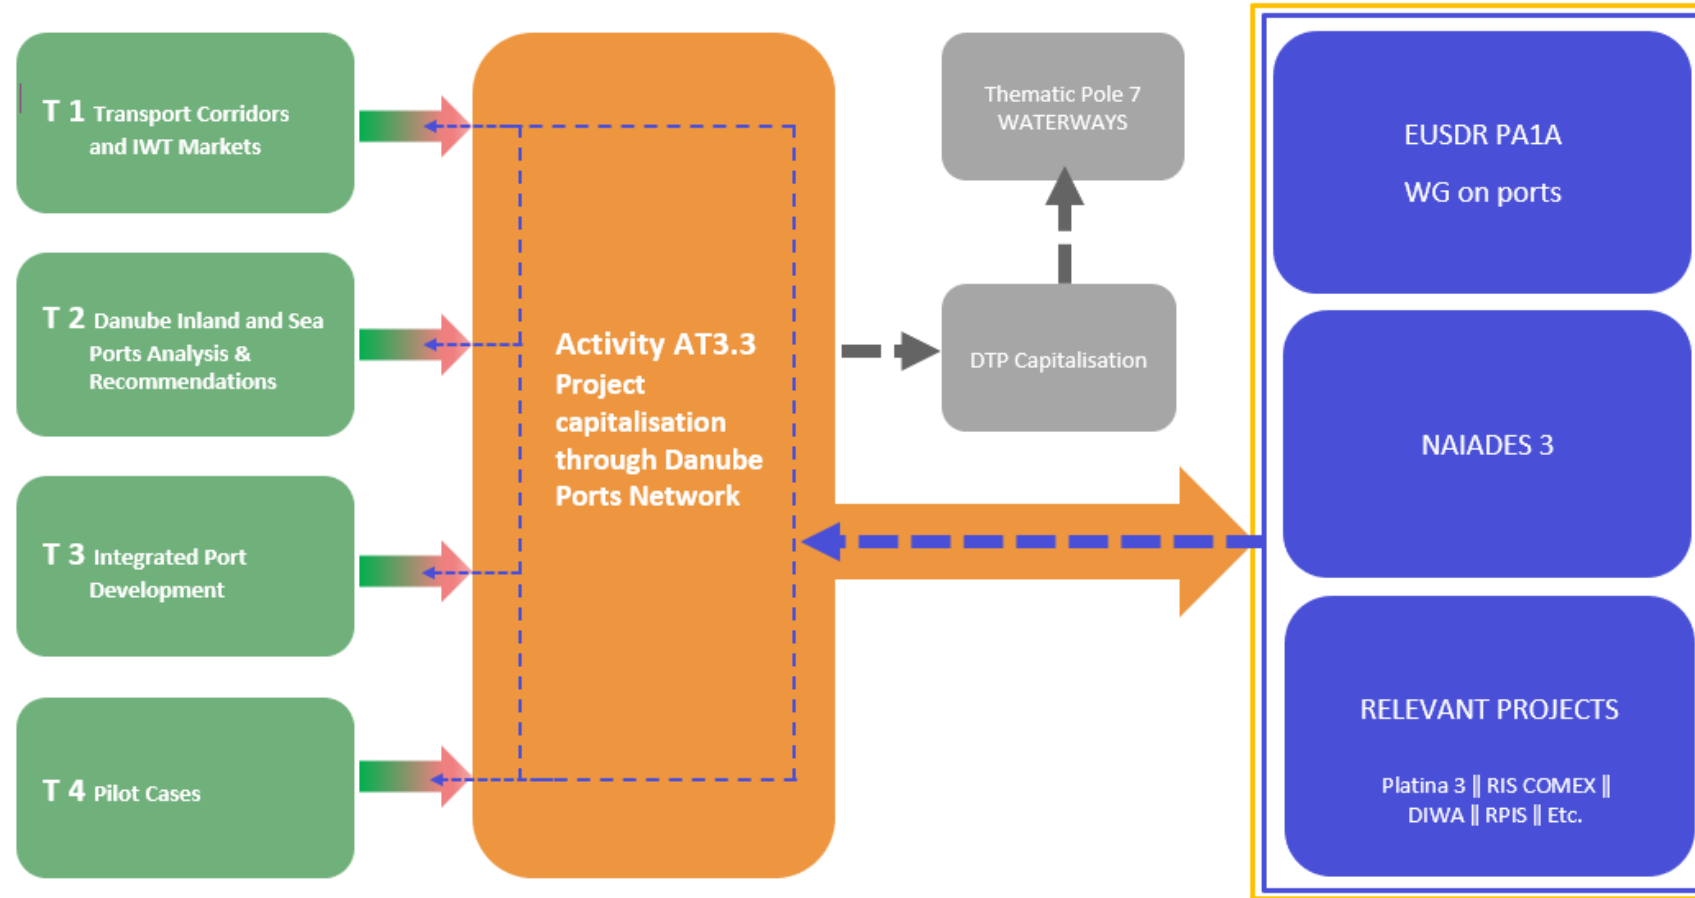 T 1 Transport Corridors
and IWT Markets
T 2 Danube Inland and Sea
Ports Analysis &
Recommendations
T 3 Integrated Port
Development
T 4 Pilot Cases
Activity AT3.3
Project
capitalisation
through Danube
Ports Network
Thematic Pole 7
WATERWAYS
DTP Capitalisation
EUSDR PA1A
WG on ports
NAIADES 3
RELEVANT PROJECTS
Platina 3 || RIS COMEX ||
DIWA || RPIS || Etc.